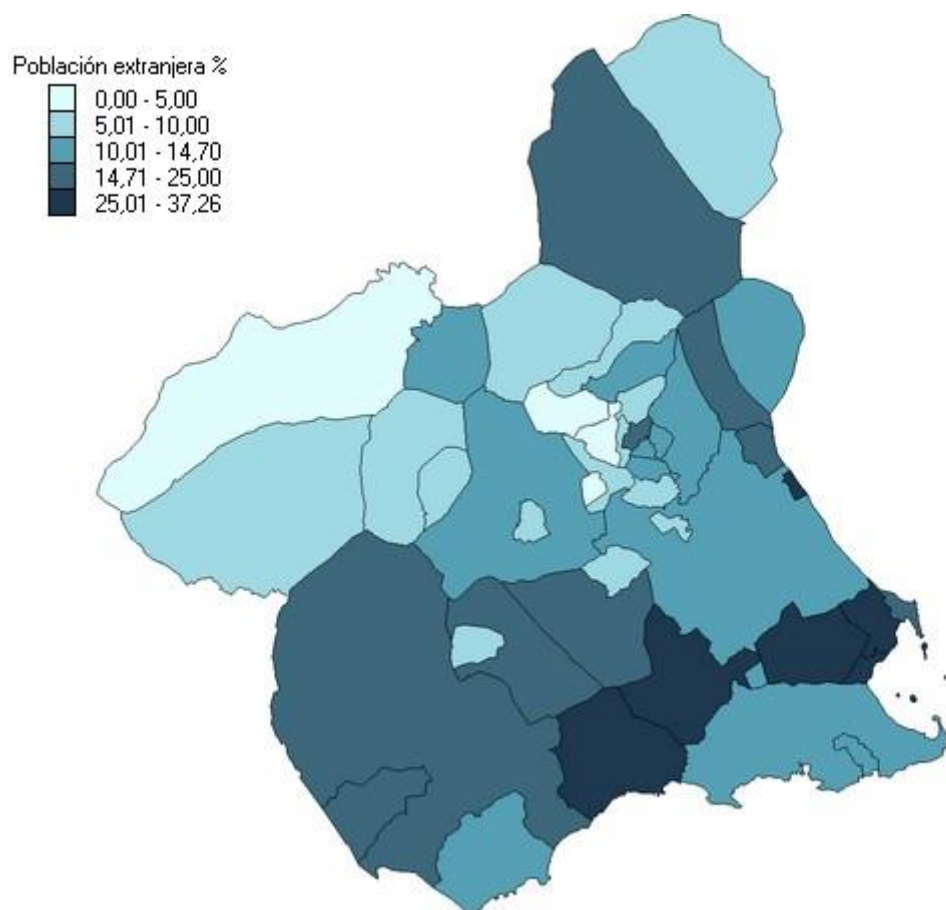 Población extranjera %
0,00 - 5,00
5,01 - 10,00
10,01 - 14,70
14,71 - 25,00
25,01 - 37,26